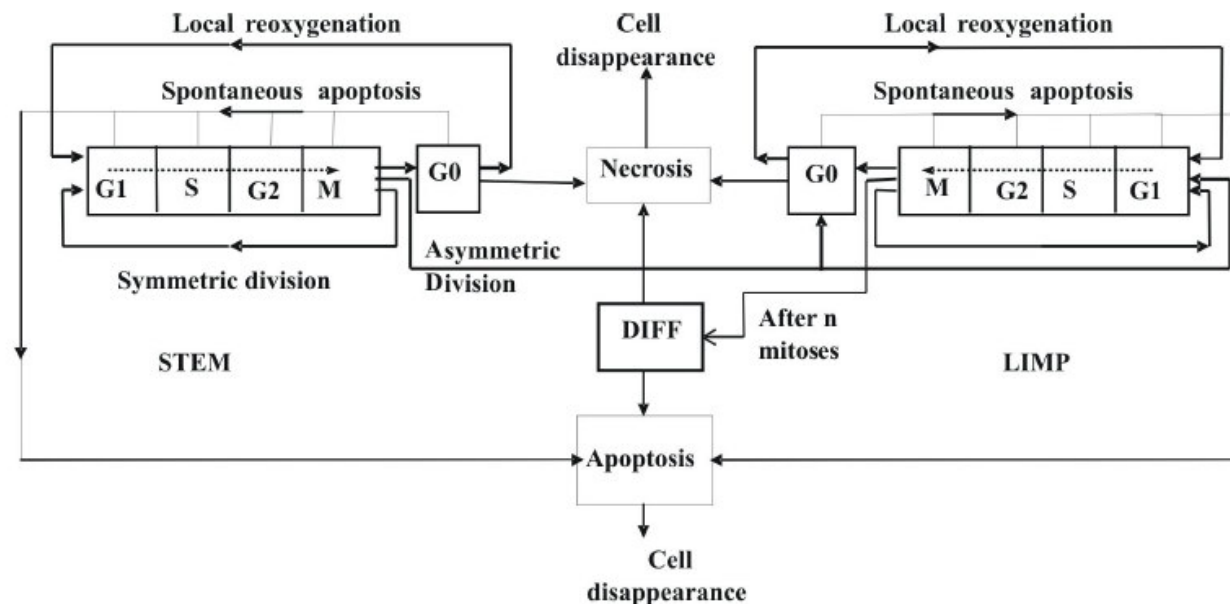 Local reoxygenation
Cell
disappearance
Local reoxygenation
Spontaneous apoptosis
Spontaneous apoptosis
G1 S G2 M
G0
Necrosis
G0
M G2 S G1
Symmetric division
Asymmetric
Division
DIFF
After n
mitoses
STEM
LIMP
Apoptosis
Cell
disappearance